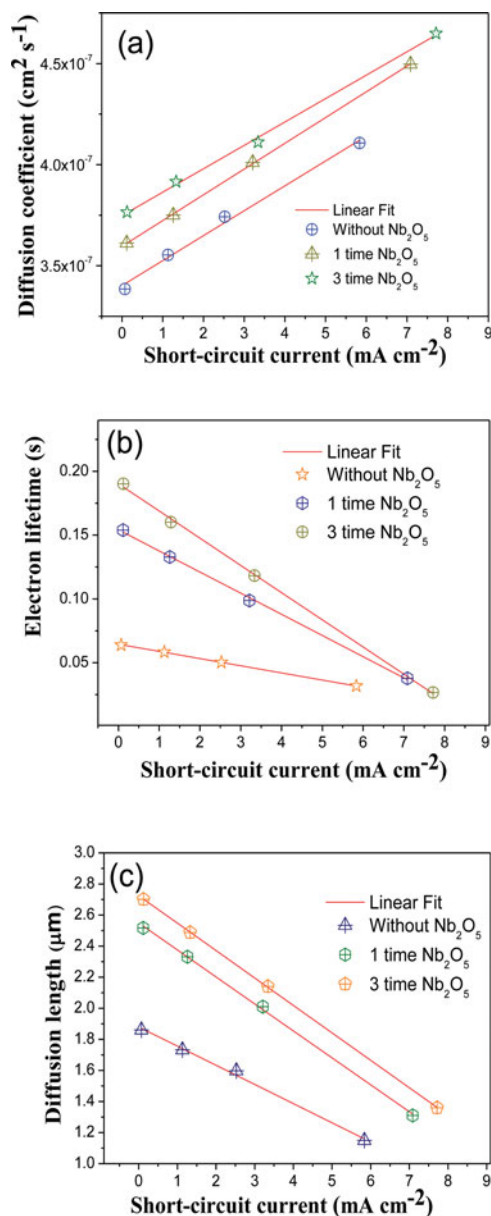 (a)
Diffusion coefficient (cm² s⁻¹)
4.5x10⁻⁷
4.0x10⁻⁷
3.5x10⁻⁷
Linear Fit
Without Nb₂O₅
1 time Nb₂O₅
3 time Nb₂O₅
0 1 2 3 4 5 6 7 8 9
Short-circuit current (mA cm⁻²)
(b)
Electron lifetime (s)
0.20
0.15
0.10
0.05
Linear Fit
Without Nb₂O₅
1 time Nb₂O₅
3 time Nb₂O₅
0 1 2 3 4 5 6 7 8 9
Short-circuit current (mA cm⁻²)
(c)
Diffusion length (μm)
3.0
2.8
2.6
2.4
2.2
2.0
1.8
1.6
1.4
1.2
1.0
Linear Fit
Without Nb₂O₅
1 time Nb₂O₅
3 time Nb₂O₅
0 1 2 3 4 5 6 7 8 9
Short-circuit current (mA cm⁻²)